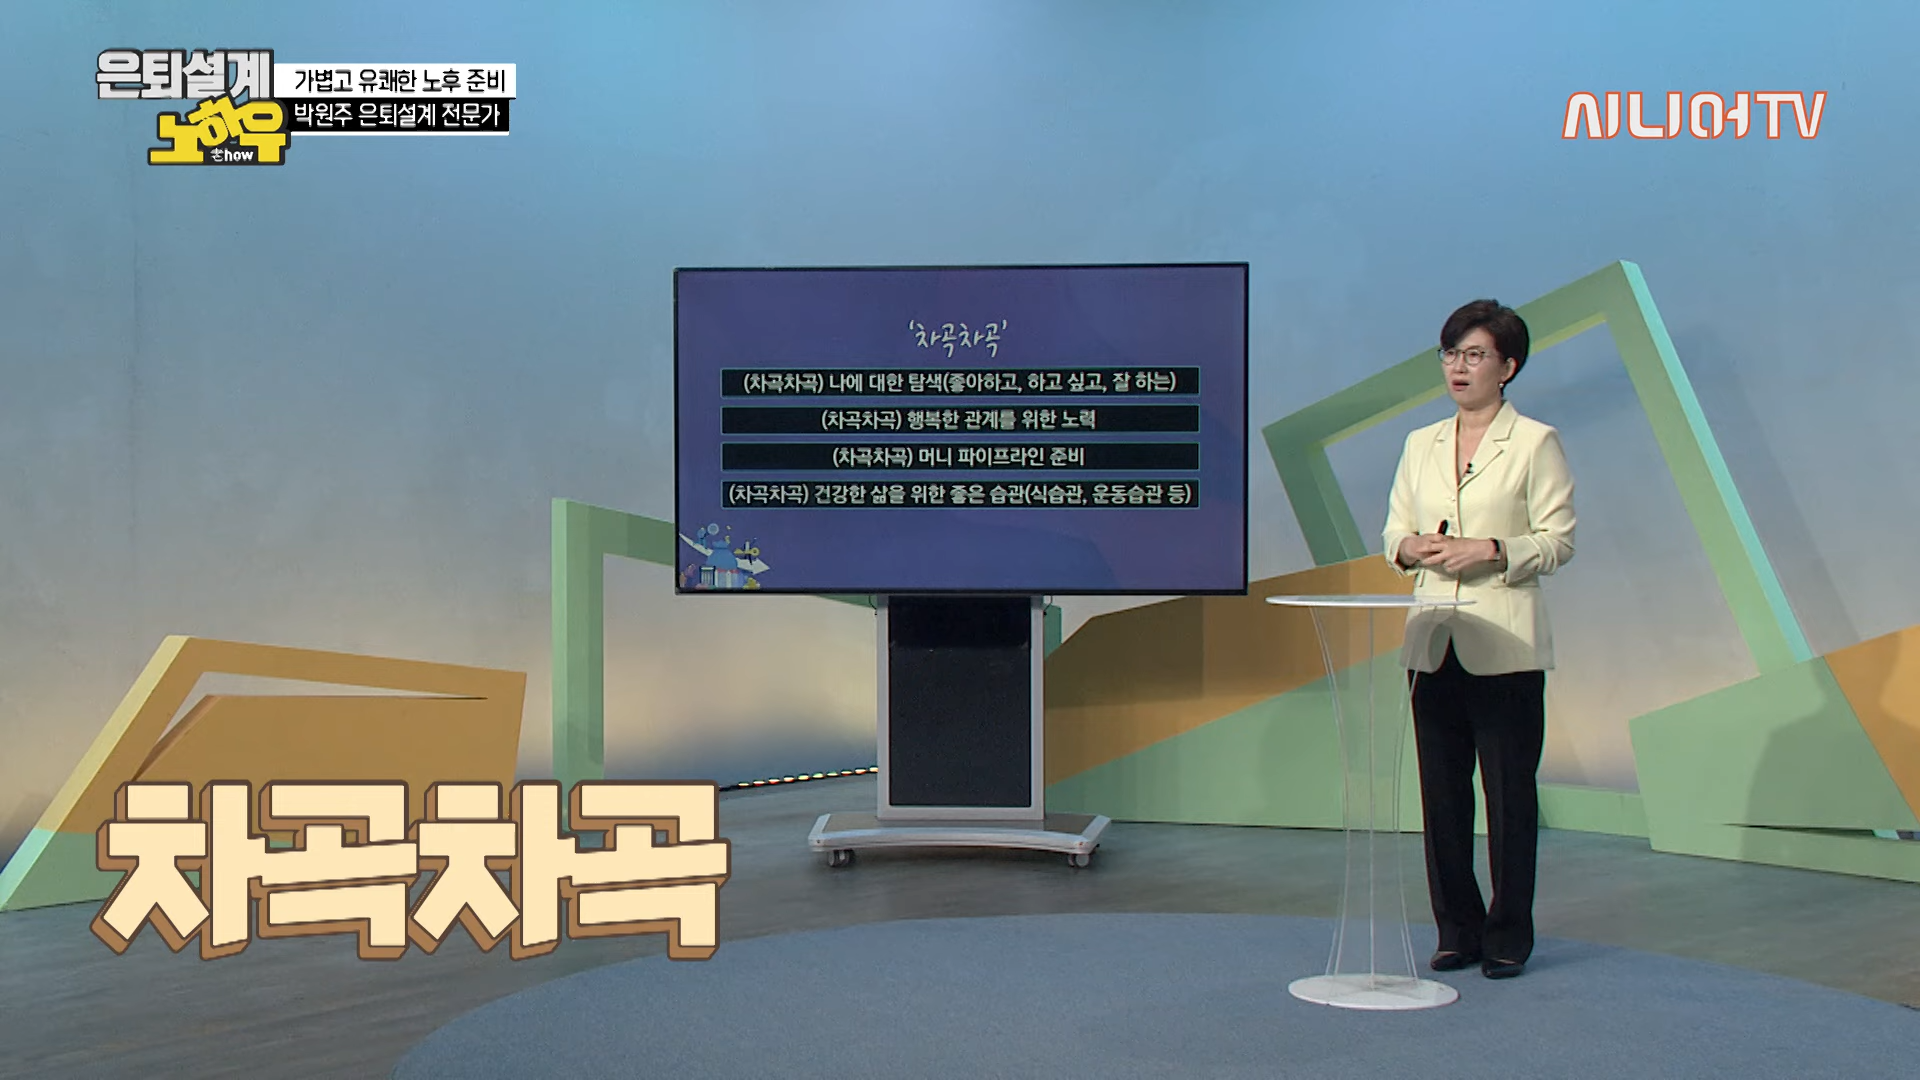 은퇴설계
노하우
老how
가볍고 유쾌한 노후 준비
박원주 은퇴설계 전문가
시니어TV
'차곡차곡'
(차곡차곡) 나에 대한 탐색(좋아하고, 하고 싶고, 잘 하는)
(차곡차곡) 행복한 관계를 위한 노력
(차곡차곡) 머니 파이프라인 준비
(차곡차곡) 건강한 삶을 위한 좋은 습관(식습관, 운동습관 등)
차곡차곡